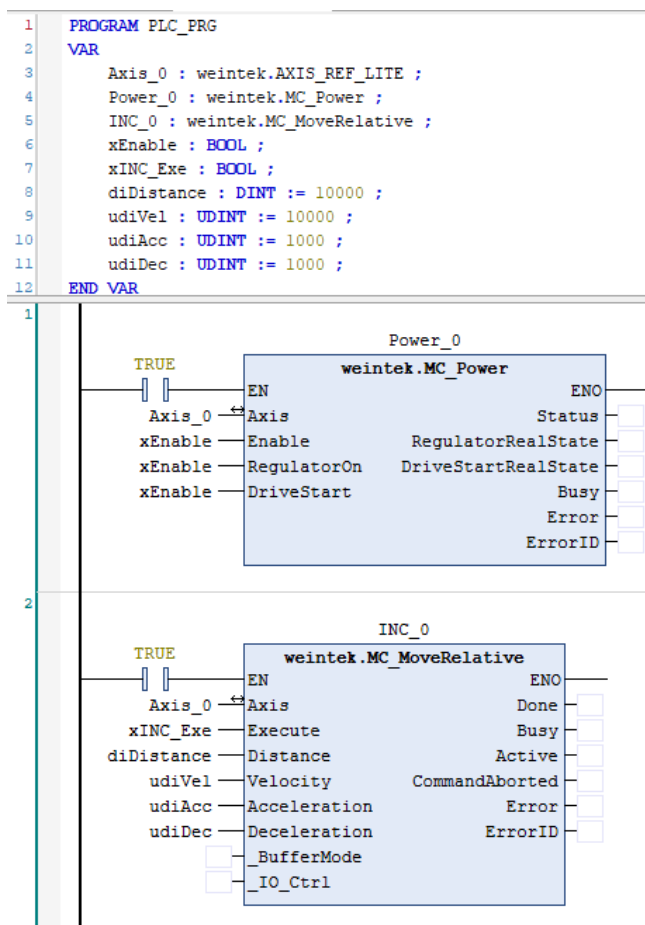 1 PROGRAM PLC_PRG
2 VAR
3 Axis_0 : weintek.AXIS_REF_LITE ;
4 Power_0 : weintek.MC_Power ;
5 INC_0 : weintek.MC_MoveRelative ;
6 xEnable : BOOL ;
7 xINC_Exe : BOOL ;
8 diDistance : DINT := 10000 ;
9 udiVel : UDINT := 10000 ;
10 udiAcc : UDINT := 1000 ;
11 udiDec : UDINT := 1000 ;
12 END_VAR
1
Power_0
TRUE weintek.MC_Power
EN ENO
Axis_0 Axis Status
xEnable Enable RegulatorRealState
xEnable RegulatorOn DriveStartRealState
xEnable DriveStart Busy
Error
ErrorID
2
INC_0
TRUE weintek.MC_MoveRelative
EN ENO
Axis_0 Axis Done
xINC_Exe Execute Busy
diDistance Distance Active
udiVel Velocity CommandAborted
udiAcc Acceleration Error
udiDec Deceleration ErrorID
_BufferMode
_IO_Ctrl